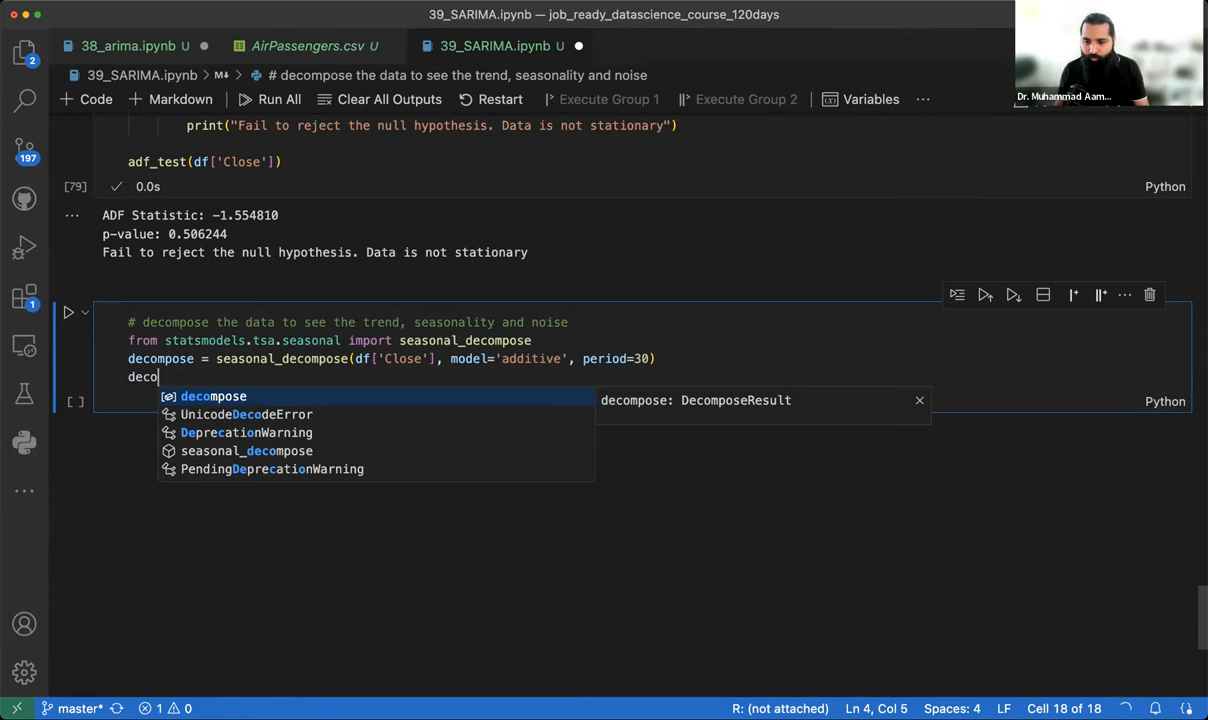 39_SARIMA.ipynb — job_ready_datascience_course_120days
38_arima.ipynb U
AirPassengers.csv U
39_SARIMA.ipynb U
39_SARIMA.ipynb > M↓ > # decompose the data to see the trend, seasonality and noise
+ Code + Markdown Run All Clear All Outputs Restart Execute Group 1 Execute Group 2 Variables ...
Dr. Muhammad Aam...
print("Fail to reject the null hypothesis. Data is not stationary")
adf_test(df['Close'])
[79] ✓ 0.0s Python
... ADF Statistic: -1.554810
p-value: 0.506244
Fail to reject the null hypothesis. Data is not stationary
# decompose the data to see the trend, seasonality and noise
from statsmodels.tsa.seasonal import seasonal_decompose
decompose = seasonal_decompose(df['Close'], model='additive', period=30)
deco
decompose
decompose: DecomposeResult
UnicodeDecodeError
DeprecationWarning
seasonal_decompose
PendingDeprecationWarning
[ ] Python
2
197
1
master* 1 0 R: (not attached) Ln 4, Col 5 Spaces: 4 LF Cell 18 of 18